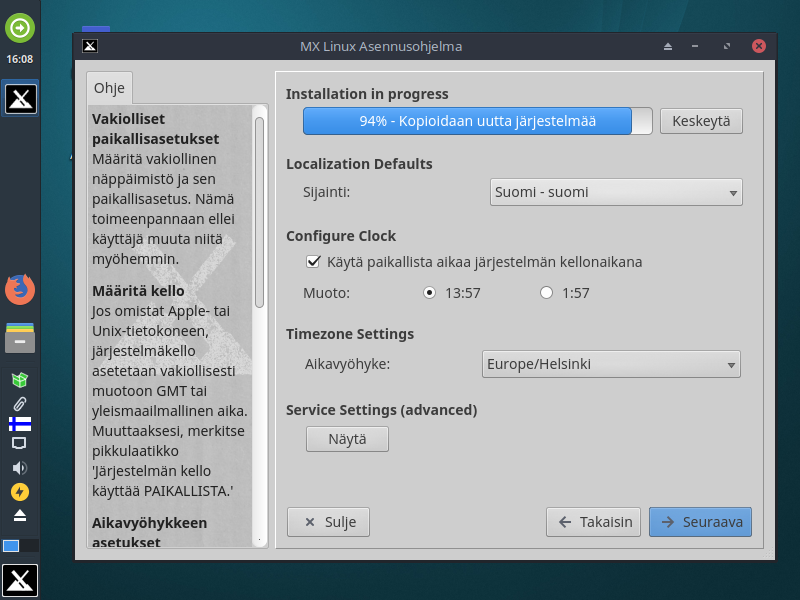 16:08
MX Linux Asennusohjelma
Ohje
Vakiolliset
paikallisasetukset
Määritä vakiollinen
näppäimistö ja sen
paikallisasetus. Nämä
toimeenpannaan ellei
käyttäjä muuta niitä
myöhemmin.
Määritä kello
Jos omistat Apple- tai
Unix-tietokoneen,
järjestelmäkello
asetetaan vakiollisesti
muotoon GMT tai
yleismaailmallinen aika.
Muuttaaksesi, merkitse
pikkulaatikko
'Järjestelmän kello
käyttää PAIKALLISTA.'
Aikavyöhykkeen
asetukset
Installation in progress
94% - Kopioidaan uutta järjestelmää
Keskeytä
Localization Defaults
Sijainti:
Suomi - suomi
Configure Clock
Käytä paikallista aikaa järjestelmän kellonaikana
Muoto:
13:57
1:57
Timezone Settings
Aikavyöhyke:
Europe/Helsinki
Service Settings (advanced)
Näytä
Sulje
Takaisin
Seuraava